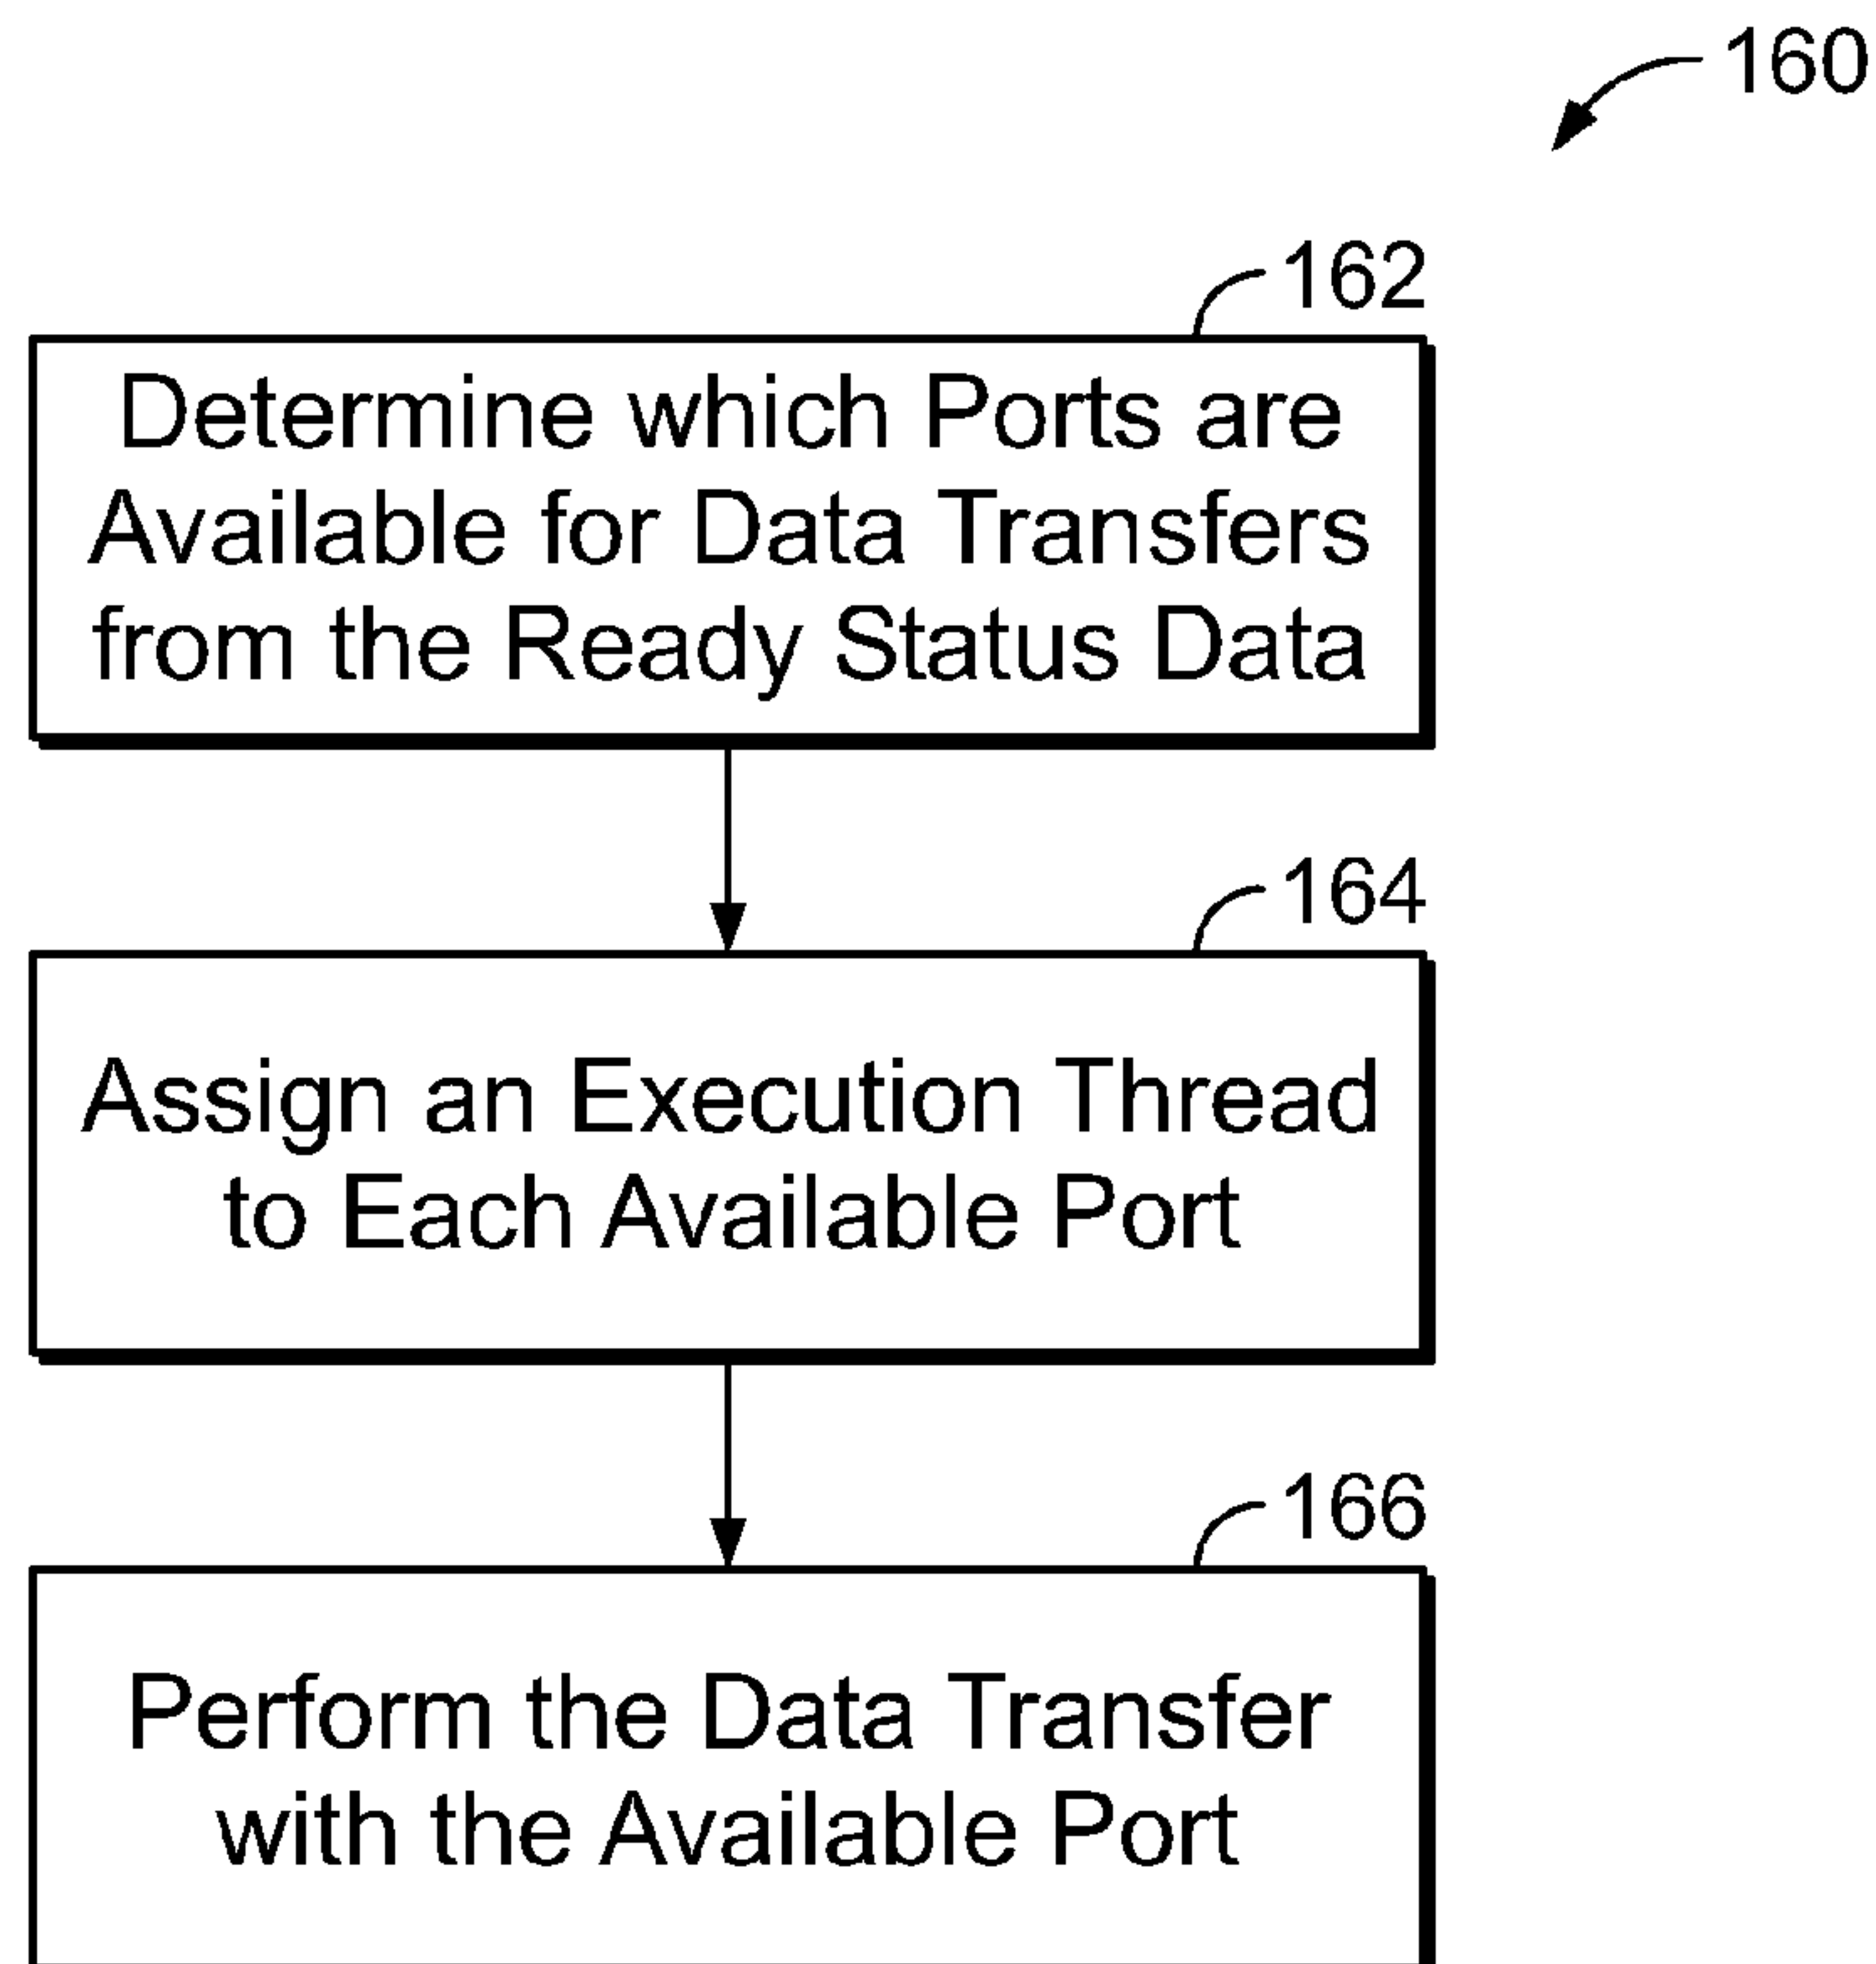 160
162
Determine which Ports are
Available for Data Transfers
from the Ready Status Data
164
Assign an Execution Thread
to Each Available Port
166
Perform the Data Transfer
with the Available Port